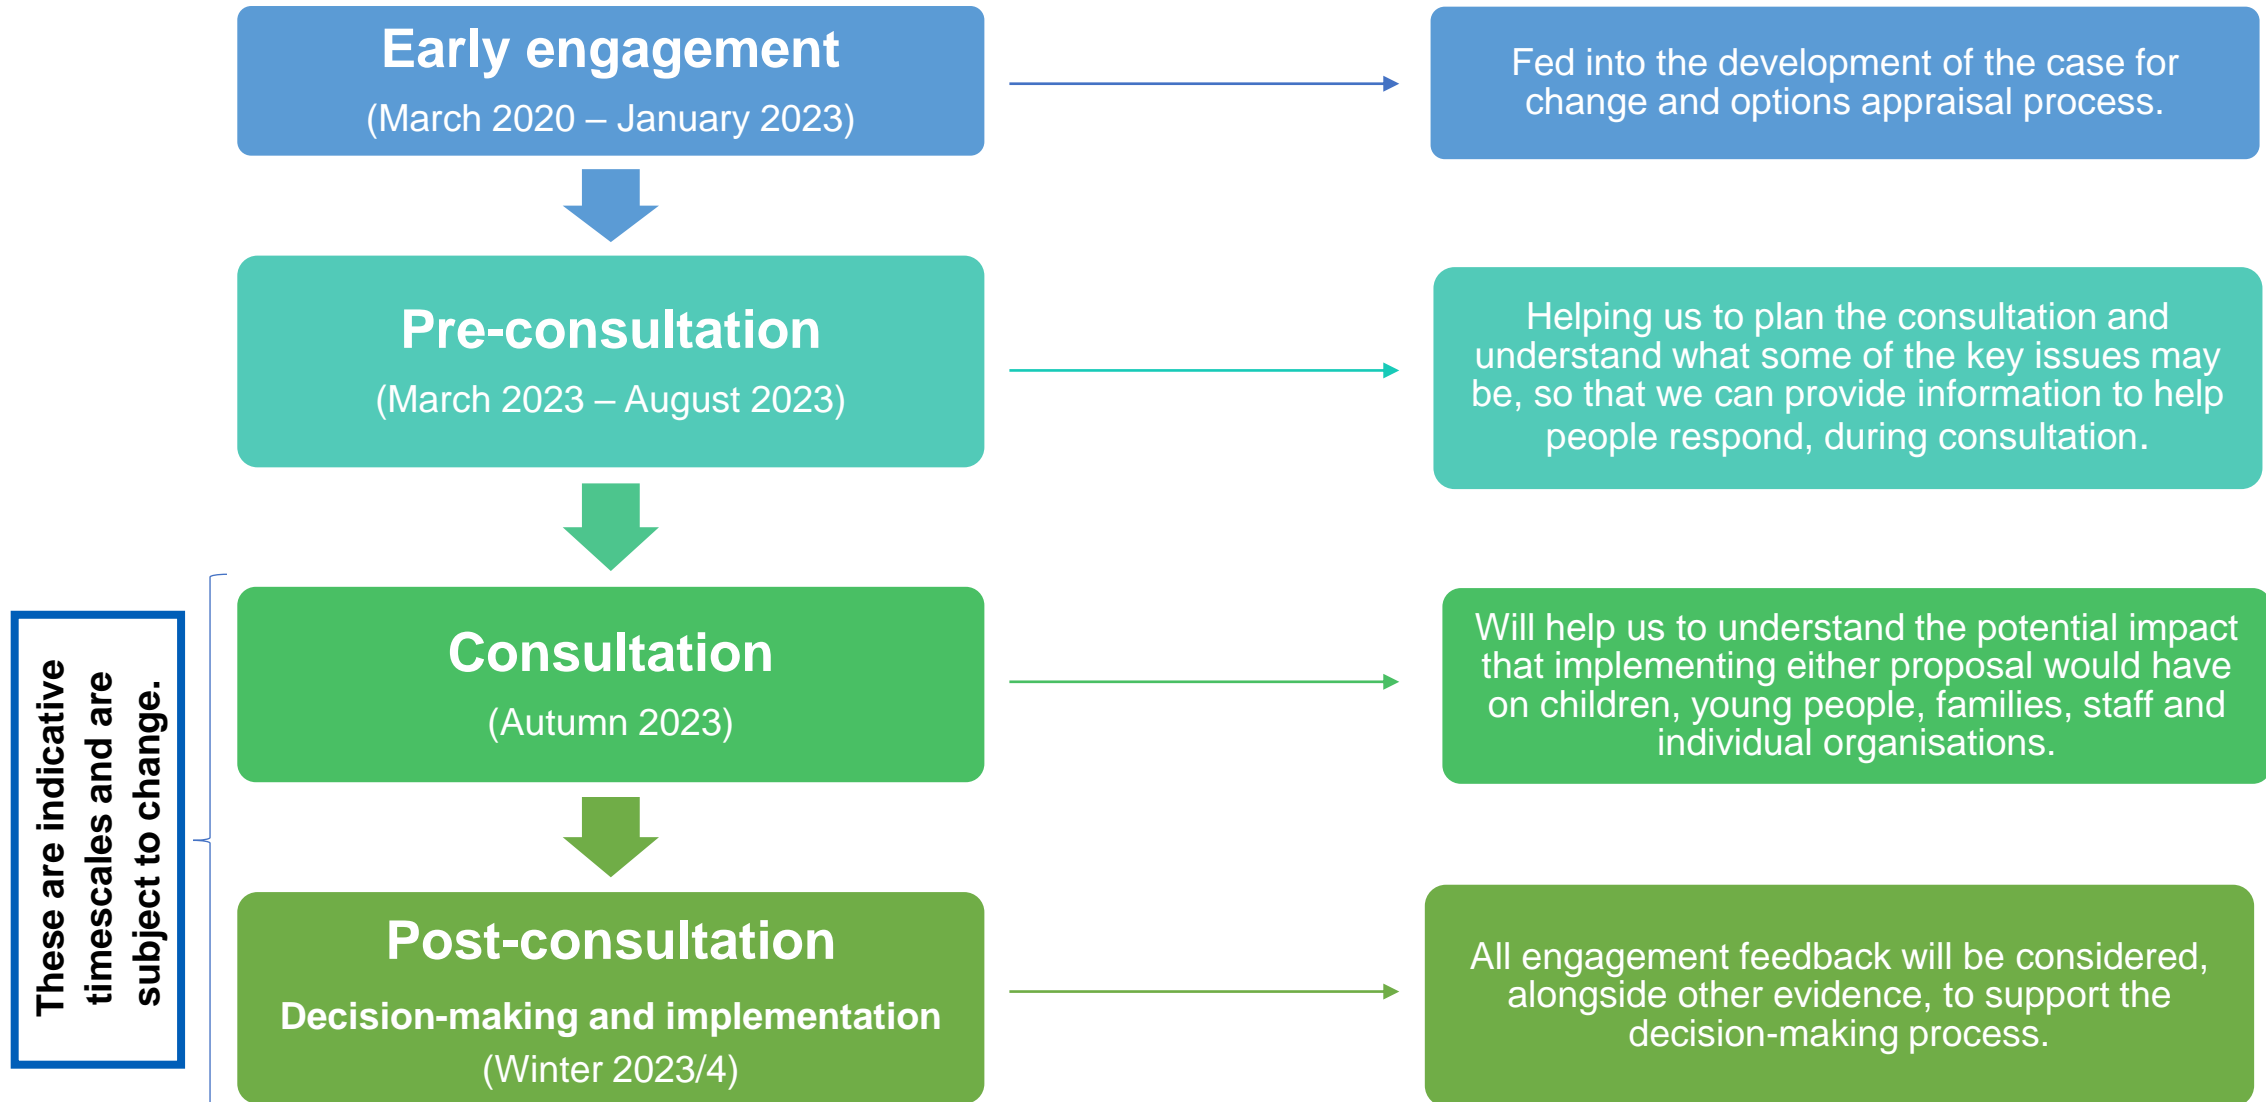 Early engagement
(March 2020 – January 2023)
Fed into the development of the case for
change and options appraisal process.
Pre-consultation
(March 2023 – August 2023)
Helping us to plan the consultation and
understand what some of the key issues may
be, so that we can provide information to help
people respond, during consultation.
These are indicative
timescales and are
subject to change.
Consultation
(Autumn 2023)
Will help us to understand the potential impact
that implementing either proposal would have
on children, young people, families, staff and
individual organisations.
Post-consultation
Decision-making and implementation
(Winter 2023/4)
All engagement feedback will be considered,
alongside other evidence, to support the
decision-making process.